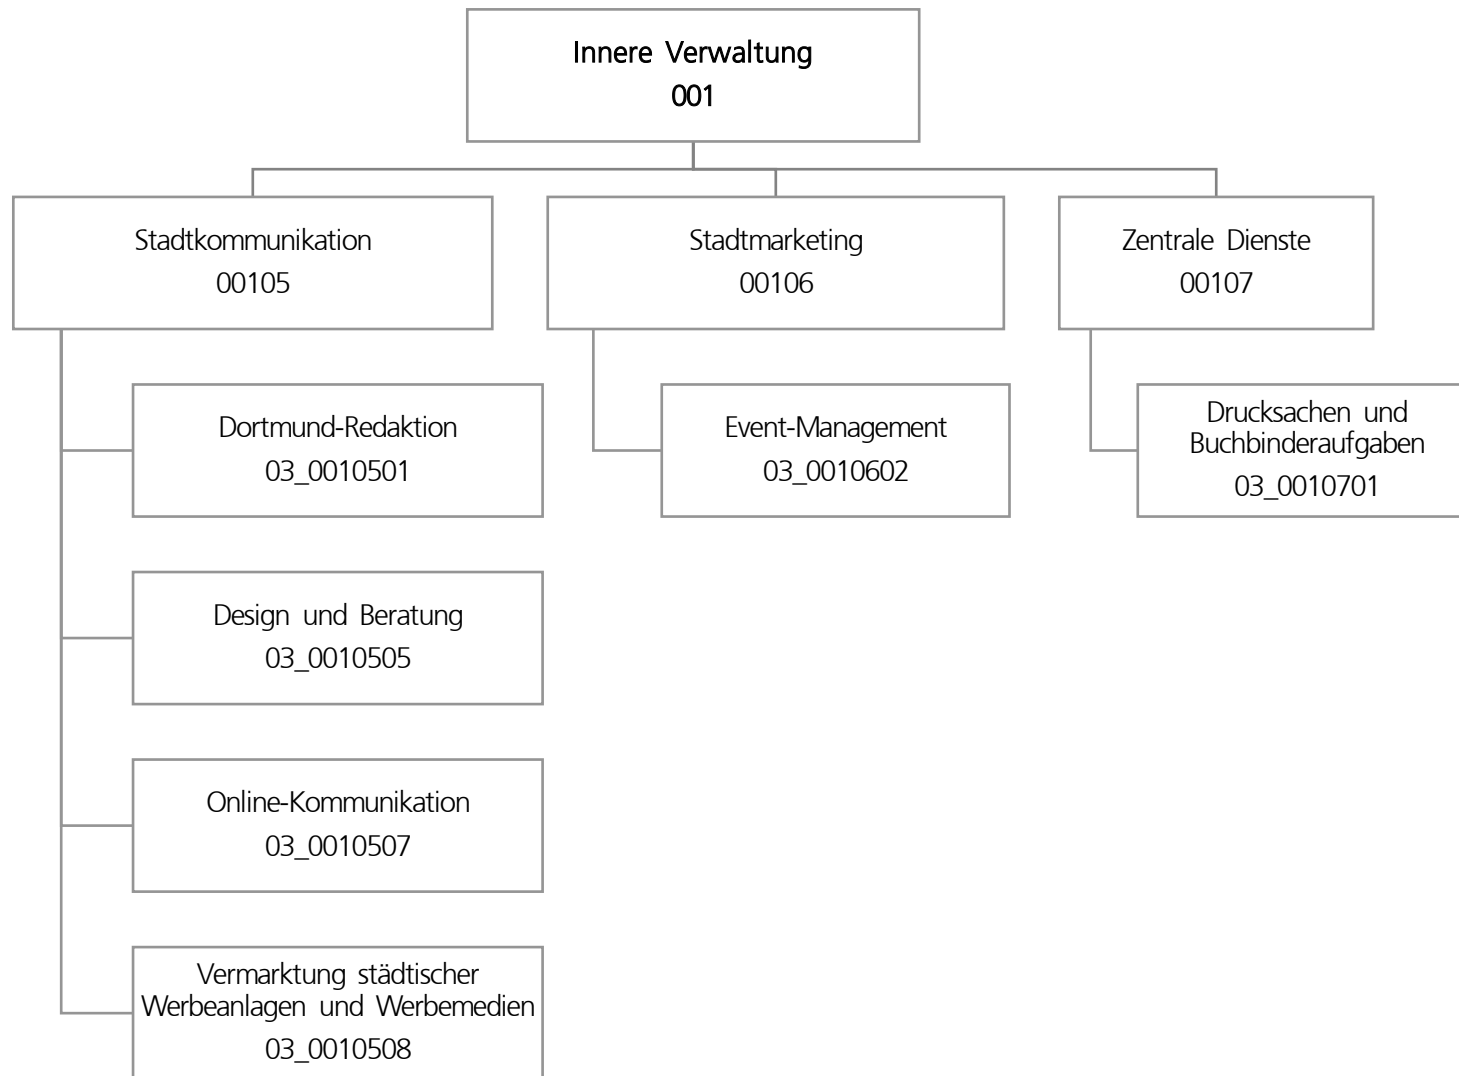 Innere Verwaltung
001
Stadtkommunikation
00105
Stadtmarketing
00106
Zentrale Dienste
00107
Dortmund-Redaktion
03_0010501
Event-Management
03_0010602
Drucksachen und
Buchbinderaufgaben
03_0010701
Design und Beratung
03_0010505
Online-Kommunikation
03_0010507
Vermarktung städtischer
Werbeanlagen und Werbemedien
03_0010508